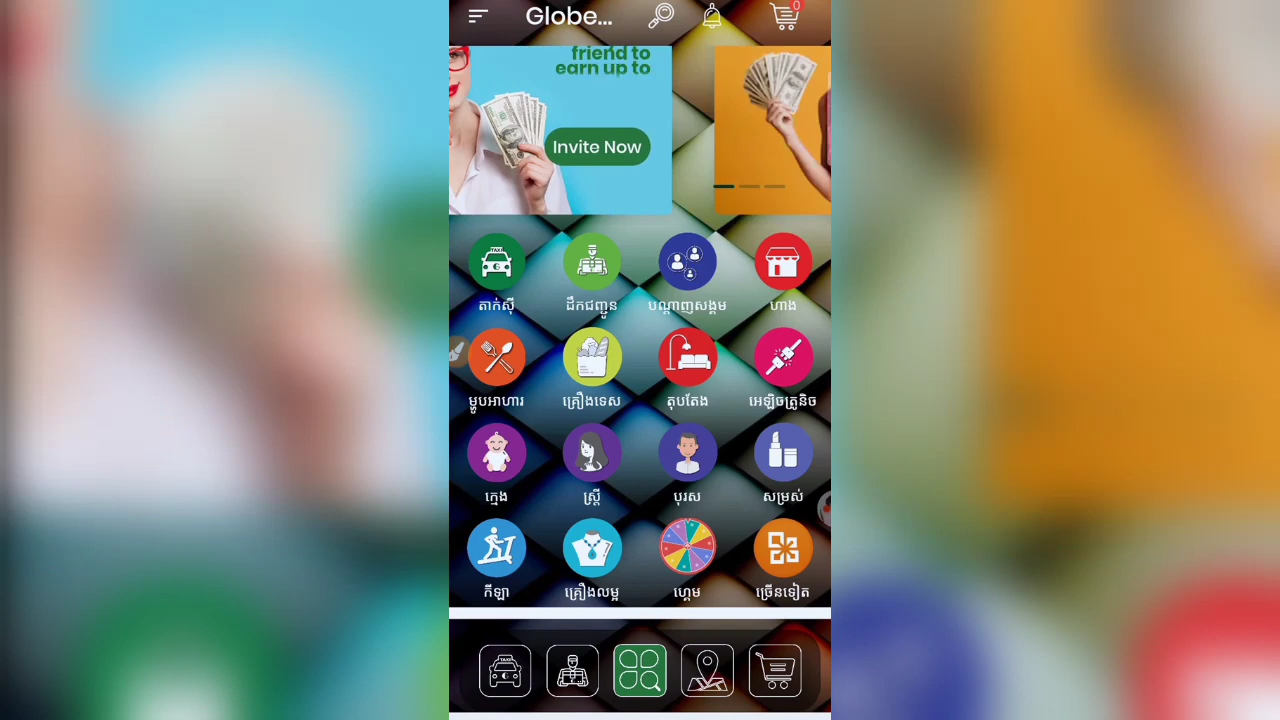 Globe...
0
friend to
earn up to
Invite Now
TAXI
តាក់ស៊ី
ដឹកជញ្ជូន
បណ្តាញសង្គម
ហាង
ម្ហូបអាហារ
គ្រឿងទេស
តុបតែង
អេឡិចត្រូនិច
ក្មេង
ស្ត្រី
បុរស
សម្រស់
កីឡា
គ្រឿងលម្អ
ហ្គេម
ច្រើនទៀត
TAXI